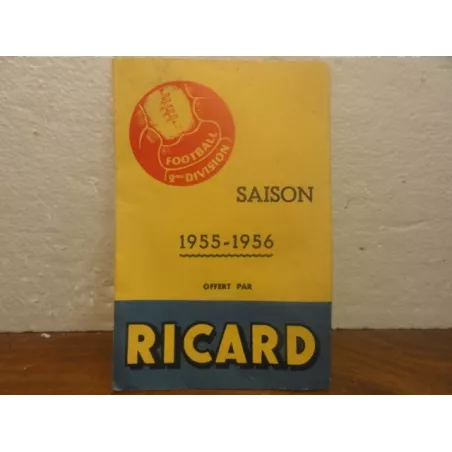 FOOTBALL
2me DIVISION
SAISON
1955-1956
OFFERT PAR
RICARD